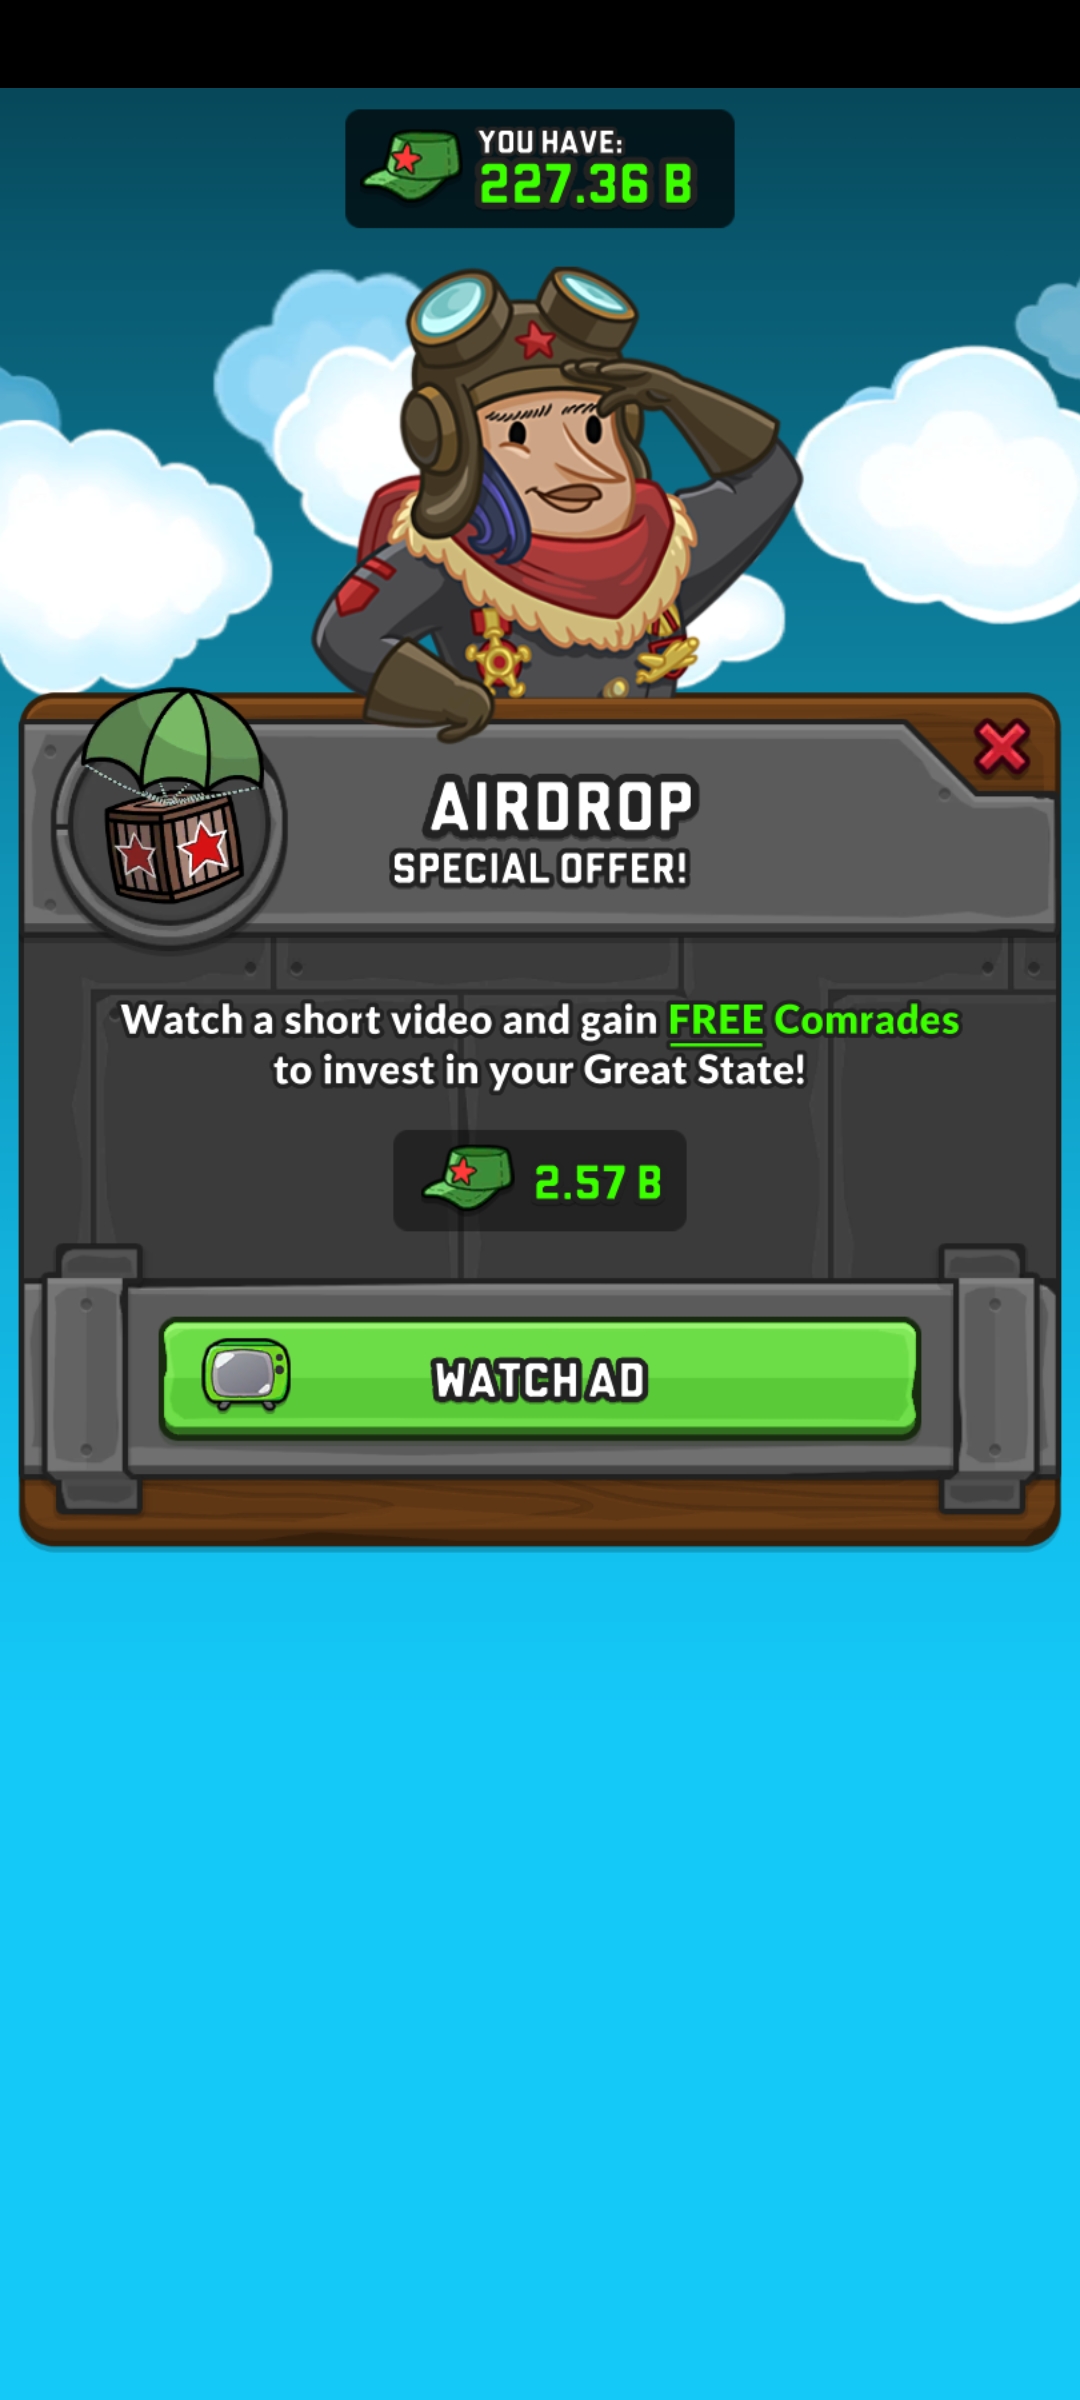 YOU HAVE:
227.36 B
AIRDROP
SPECIAL OFFER!
Watch a short video and gain FREE Comrades
to invest in your Great State!
2.57 B
WATCH AD